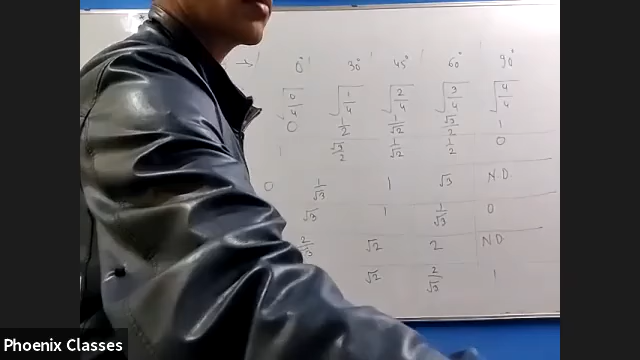 → 0° 30° 45° 60° 90°
√(0/4) √(1/4) √(2/4) √(3/4) √(4/4)
0 1/2 1/√2 √3/2 1
1 √3/2 1/√2 1/2 0
0 1/√3 1 √3 N.D.
√3 1 1/√3 0
2/√3 √2 2 N.D.
√2 2/√3 1
Phoenix Classes